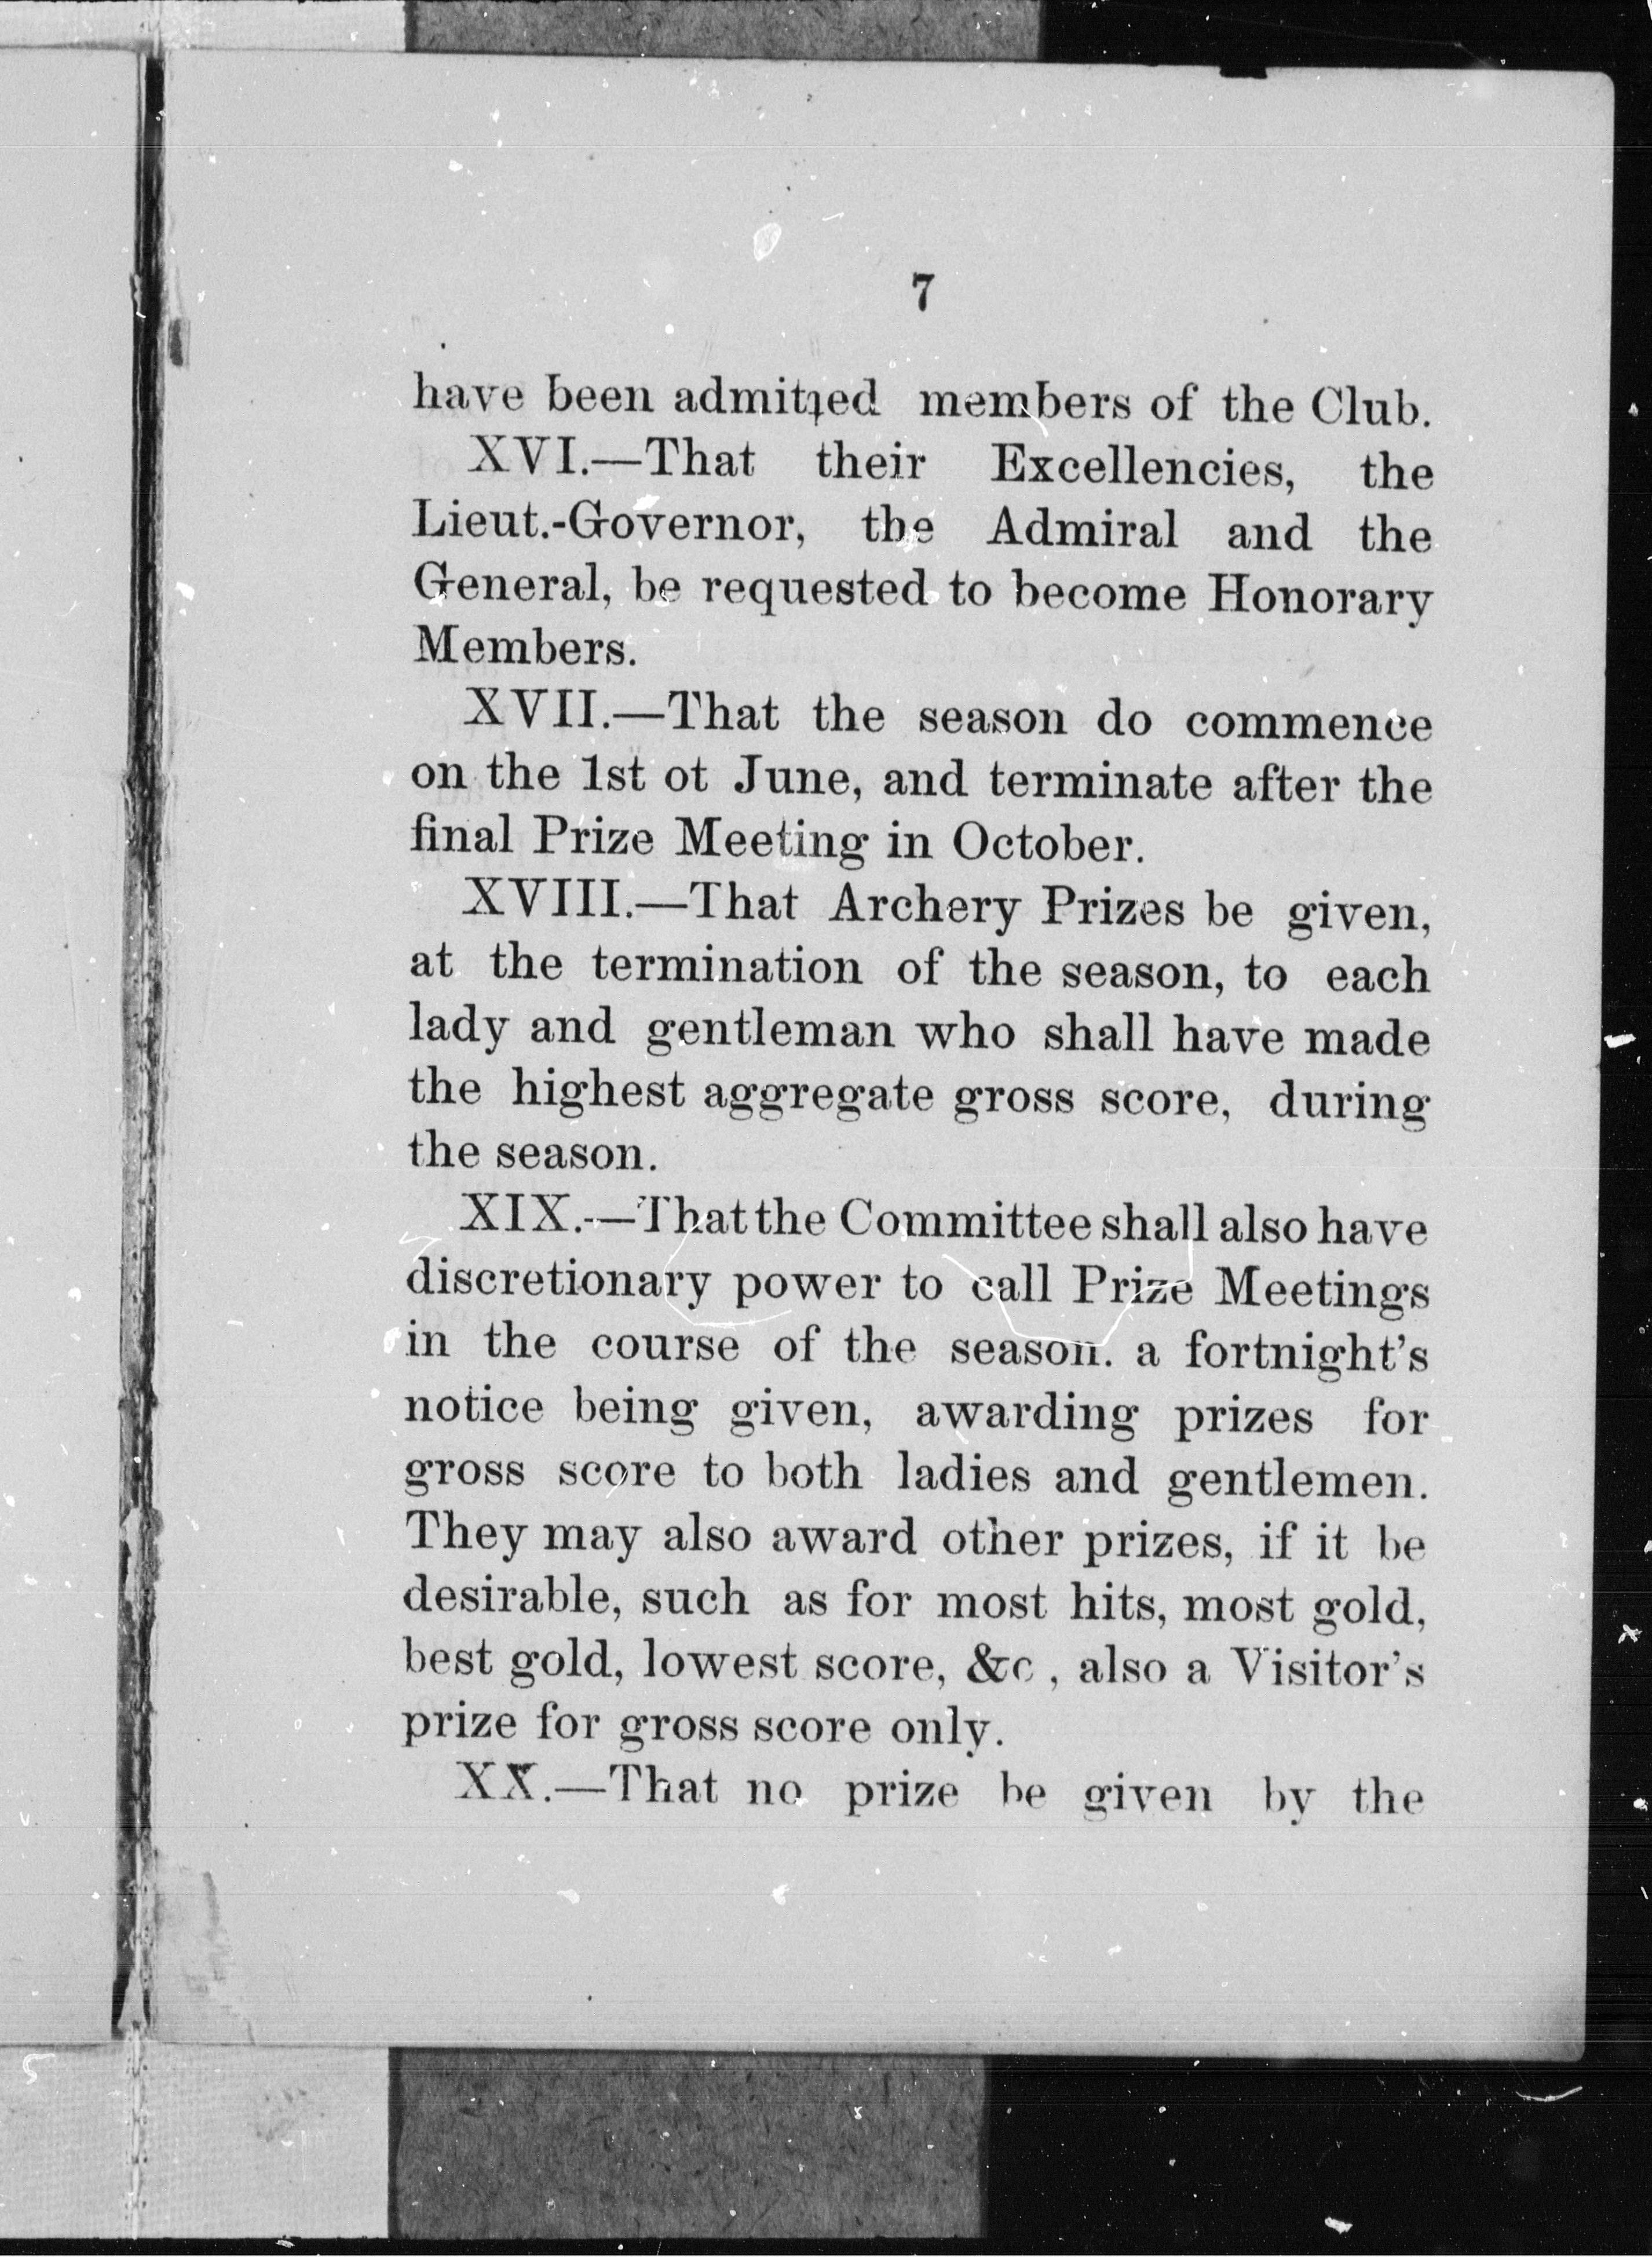 7
have been admitted members of the Club.
XVI.—That their Excellencies, the
Lieut.-Governor, the Admiral and the
General, be requested to become Honorary
Members.
XVII.—That the season do commence
on the 1st ot June, and terminate after the
final Prize Meeting in October.
XVIII.—That Archery Prizes be given,
at the termination of the season, to each
lady and gentleman who shall have made
the highest aggregate gross score, during
the season.
XIX.—That the Committee shall also have
discretionary power to call Prize Meetings
in the course of the season. a fortnight's
notice being given, awarding prizes for
gross score to both ladies and gentlemen.
They may also award other prizes, if it be
desirable, such as for most hits, most gold,
best gold, lowest score, &c , also a Visitor's
prize for gross score only.
XX.—That no prize be given by the